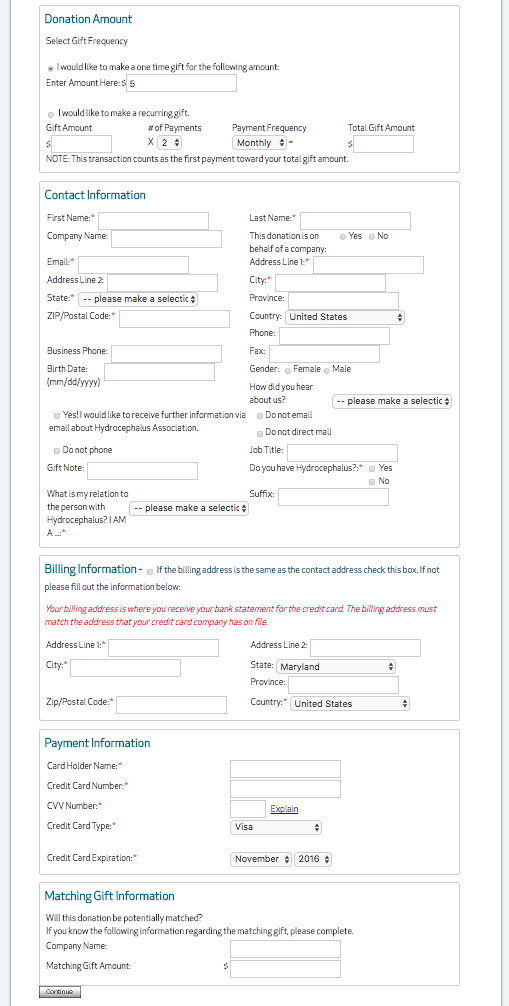 Donation Amount
Select Gift Frequency
I would like to make a one time gift for the following amount:
Enter Amount Here: $ 5
I would like to make a recurring gift.
Gift Amount # of Payments Payment Frequency Total Gift Amount
$ X 2 Monthly = $
NOTE: This transaction counts as the first payment toward your total gift amount.
Contact Information
First Name:* Last Name:*
Company Name: This donation is on Yes No
behalf of a company:
Email:* Address Line 1:*
Address Line 2: City:*
State:* -- please make a selectic Province:
ZIP/Postal Code:* Country: United States
Phone:
Business Phone: Fax:
Birth Date: Gender: Female Male
(mm/dd/yyyy) How did you hear
about us? -- please make a selectic
Yes! I would like to receive further information via Do not email
email about Hydrocephalus Association.
Do not direct mail
Do not phone Job Title:
Gift Note: Do you have Hydrocephalus?:* Yes
No
What is my relation to Suffix:
the person with -- please make a selectic
Hydrocephalus? I AM
A ...:*
Billing Information - If the billing address is the same as the contact address check this box. If not
please fill out the information below:
Your billing address is where you receive your bank statement for the credit card. The billing address must
match the address that your credit card company has on file.
Address Line 1:* Address Line 2:
City:* State: Maryland
Province:
Zip/Postal Code:* Country:* United States
Payment Information
Card Holder Name:*
Credit Card Number:*
CVV Number:* Explain
Credit Card Type:* Visa
Credit Card Expiration:* November 2016
Matching Gift Information
Will this donation be potentially matched?
If you know the following information regarding the matching gift, please complete.
Company Name:
Matching Gift Amount: $
Continue